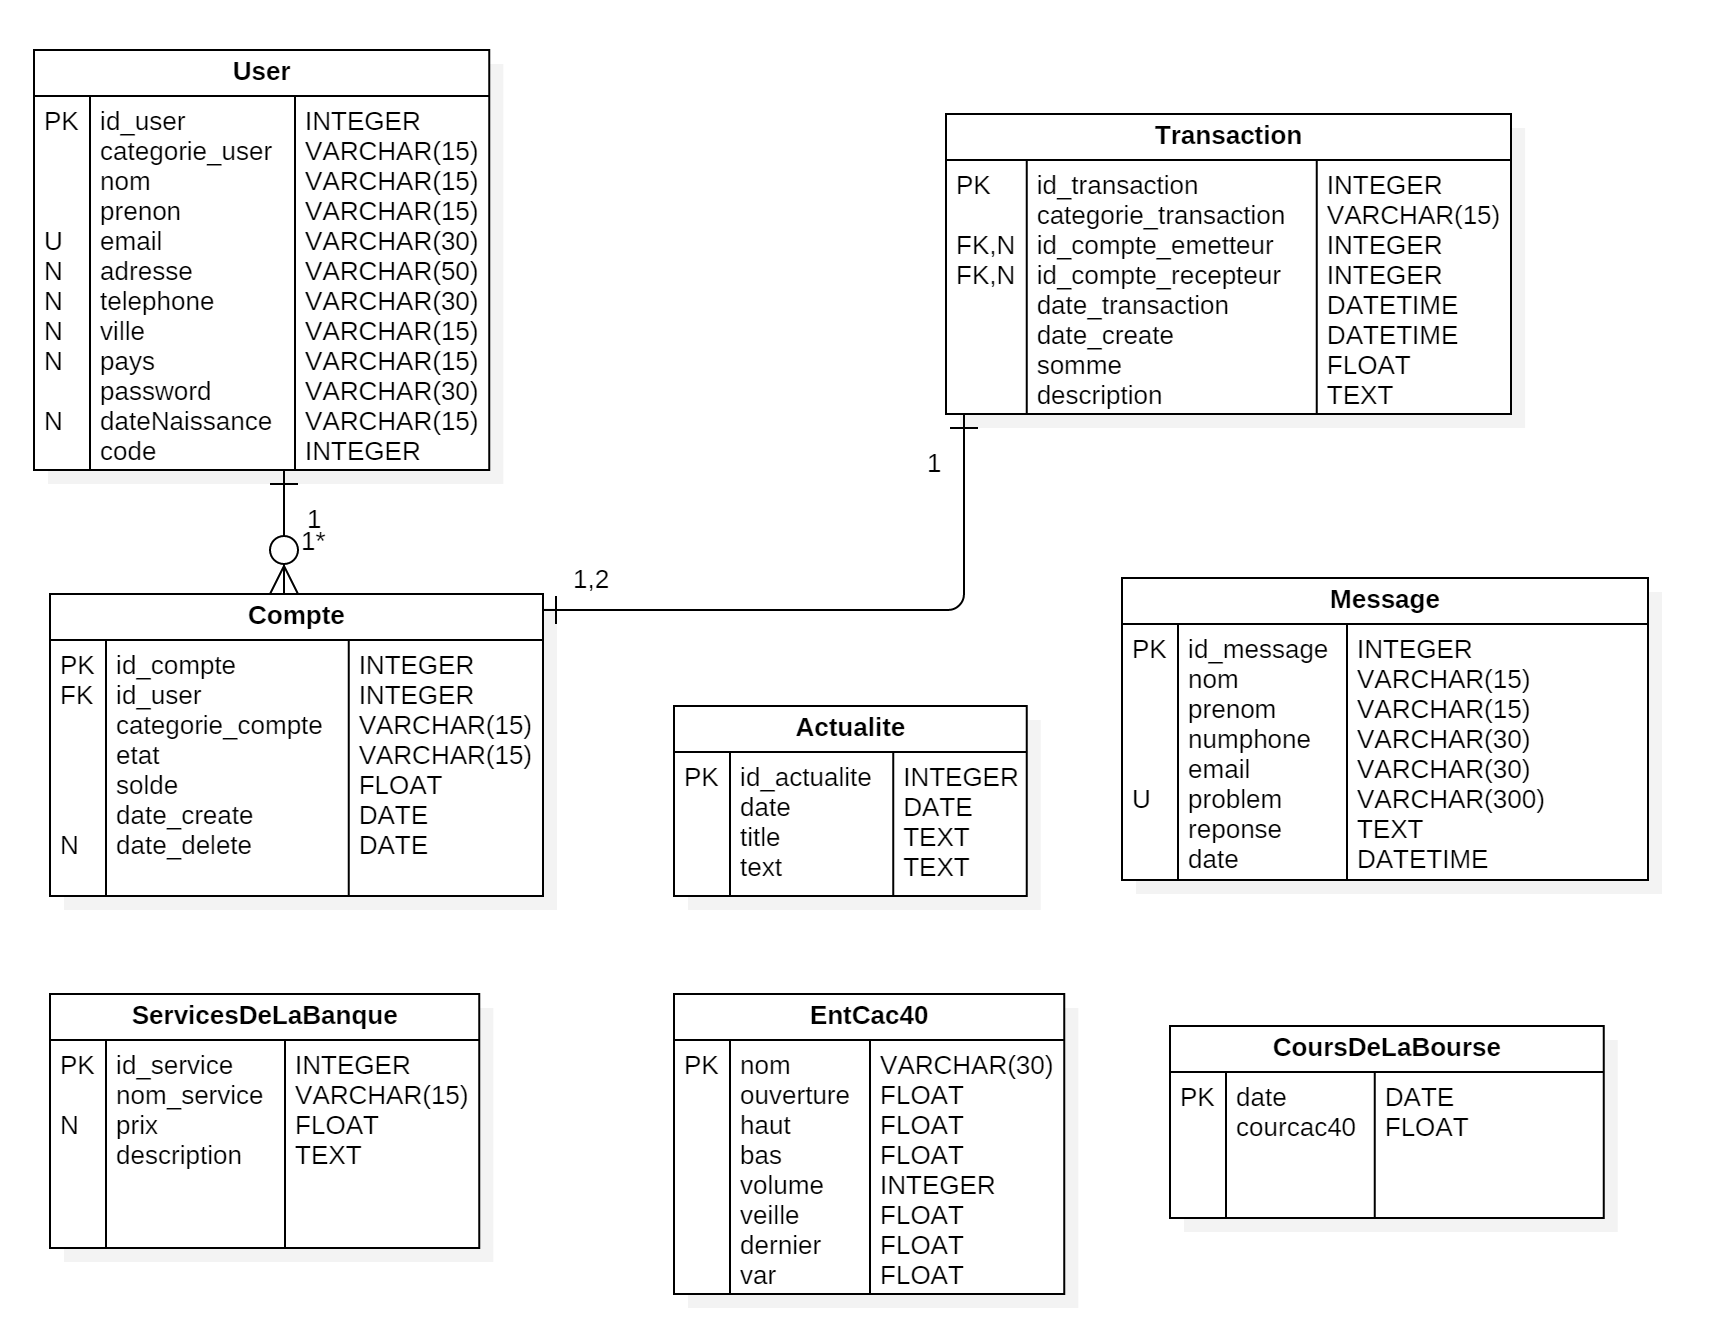 User
PK id_user INTEGER
categorie_user VARCHAR(15)
nom VARCHAR(15)
prenon VARCHAR(15)
U email VARCHAR(30)
N adresse VARCHAR(50)
N telephone VARCHAR(30)
N ville VARCHAR(15)
N pays VARCHAR(15)
password VARCHAR(30)
N dateNaissance VARCHAR(15)
code INTEGER
Transaction
PK id_transaction INTEGER
categorie_transaction VARCHAR(15)
FK,N id_compte_emetteur INTEGER
FK,N id_compte_recepteur INTEGER
date_transaction DATETIME
date_create DATETIME
somme FLOAT
description TEXT
1
1
1*
1,2
Compte
PK id_compte INTEGER
FK id_user INTEGER
categorie_compte VARCHAR(15)
etat VARCHAR(15)
solde FLOAT
date_create DATE
N date_delete DATE
Actualite
PK id_actualite INTEGER
date DATE
title TEXT
text TEXT
Message
PK id_message INTEGER
nom VARCHAR(15)
prenom VARCHAR(15)
numphone VARCHAR(30)
email VARCHAR(30)
U problem VARCHAR(300)
reponse TEXT
date DATETIME
ServicesDeLaBanque
PK id_service INTEGER
nom_service VARCHAR(15)
N prix FLOAT
description TEXT
EntCac40
PK nom VARCHAR(30)
ouverture FLOAT
haut FLOAT
bas FLOAT
volume INTEGER
veille FLOAT
dernier FLOAT
var FLOAT
CoursDeLaBourse
PK date DATE
courcac40 FLOAT